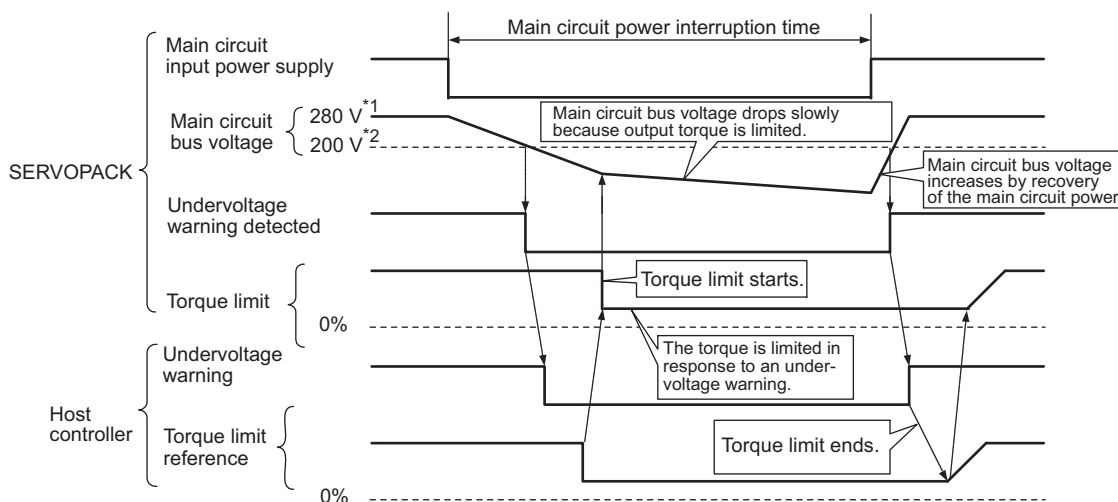 Main circuit power interruption time
Main circuit
input power supply
Main circuit
bus voltage
280 V*1
200 V*2
Main circuit bus voltage drops slowly
because output torque is limited.
SERVOPACK
Main circuit bus voltage
increases by recovery
of the main circuit power.
Undervoltage
warning detected
Torque limit
0%
Torque limit starts.
The torque is limited in
response to an under-
voltage warning.
Undervoltage
warning
Host
controller
Torque limit
reference
0%
Torque limit ends.